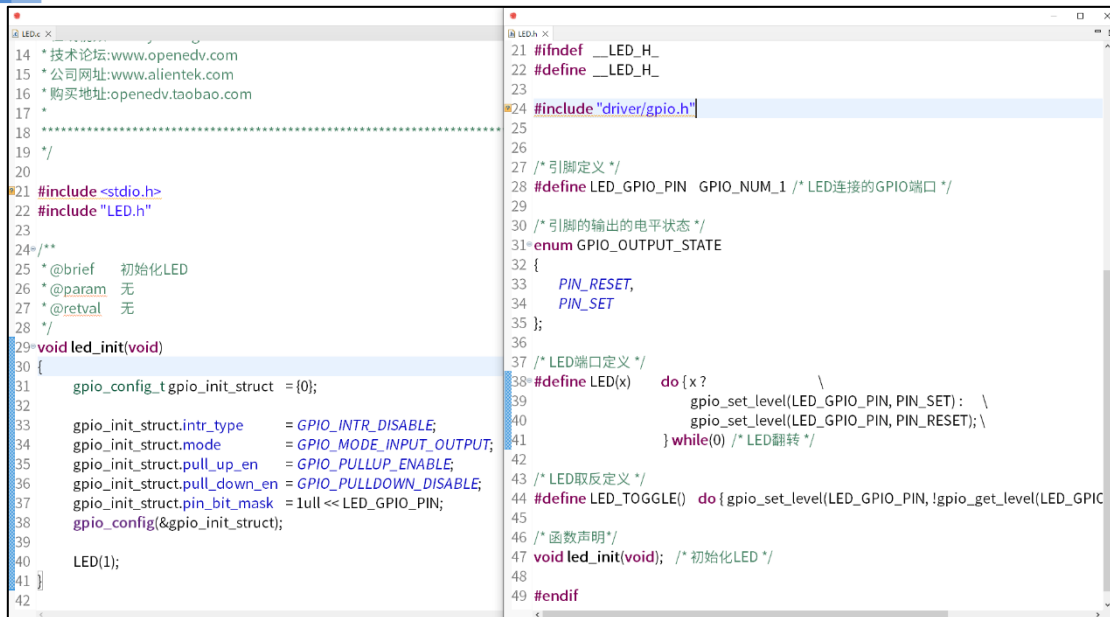 LED.c
14 * 技术论坛:www.openedv.com
15 * 公司网址:www.alientek.com
16 * 购买地址:openedv.taobao.com
17 *
18 ****************************************************************************
19 */
20
21 #include <stdio.h>
22 #include "LED.h"
23
24 /**
25 * @brief 初始化LED
26 * @param 无
27 * @retval 无
28 */
29 void led_init(void)
30 {
31 gpio_config_t gpio_init_struct = {0};
32
33 gpio_init_struct.intr_type = GPIO_INTR_DISABLE;
34 gpio_init_struct.mode = GPIO_MODE_INPUT_OUTPUT;
35 gpio_init_struct.pull_up_en = GPIO_PULLUP_ENABLE;
36 gpio_init_struct.pull_down_en = GPIO_PULLDOWN_DISABLE;
37 gpio_init_struct.pin_bit_mask = 1ull << LED_GPIO_PIN;
38 gpio_config(&gpio_init_struct);
39
40 LED(1);
41 }
42
LED.h
21 #ifndef __LED_H_
22 #define __LED_H_
23
24 #include "driver/gpio.h"
25
26
27 /* 引脚定义 */
28 #define LED_GPIO_PIN GPIO_NUM_1 /* LED连接的GPIO端口 */
29
30 /* 引脚的输出的电平状态 */
31 enum GPIO_OUTPUT_STATE
32 {
33 PIN_RESET,
34 PIN_SET
35 };
36
37 /* LED端口定义 */
38 #define LED(x) do { x ? \
39 gpio_set_level(LED_GPIO_PIN, PIN_SET) : \
40 gpio_set_level(LED_GPIO_PIN, PIN_RESET); \
41 } while(0) /* LED翻转 */
42
43 /* LED取反定义 */
44 #define LED_TOGGLE() do { gpio_set_level(LED_GPIO_PIN, !gpio_get_level(LED_GPIO
45
46 /* 函数声明*/
47 void led_init(void); /* 初始化LED */
48
49 #endif